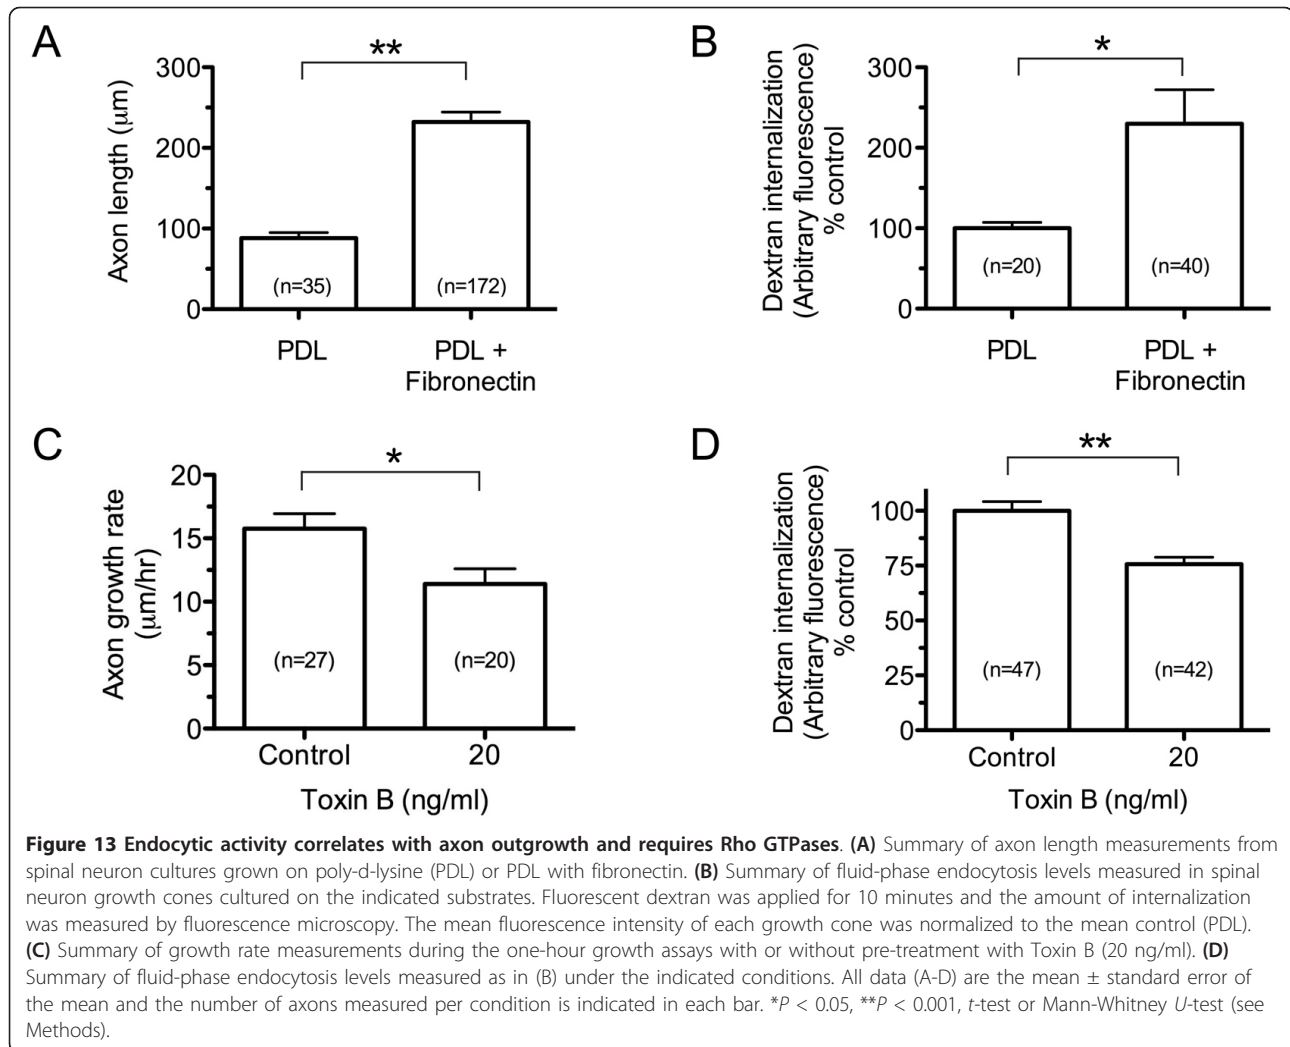 A
**
300
200
100
0
Axon length (μm)
(n=35)
(n=172)
PDL
PDL +
Fibronectin
B
*
300
200
100
0
Dextran internalization
(Arbitrary fluorescence)
% control
(n=20)
(n=40)
PDL
PDL +
Fibronectin
C
*
20
15
10
5
0
Axon growth rate
(μm/hr)
(n=27)
(n=20)
Control
20
Toxin B (ng/ml)
D
**
100
75
50
25
0
Dextran internalization
(Arbitrary fluorescence)
% control
(n=47)
(n=42)
Control
20
Toxin B (ng/ml)
Figure 13 Endocytic activity correlates with axon outgrowth and requires Rho GTPases. (A) Summary of axon length measurements from
spinal neuron cultures grown on poly-d-lysine (PDL) or PDL with fibronectin. (B) Summary of fluid-phase endocytosis levels measured in spinal
neuron growth cones cultured on the indicated substrates. Fluorescent dextran was applied for 10 minutes and the amount of internalization
was measured by fluorescence microscopy. The mean fluorescence intensity of each growth cone was normalized to the mean control (PDL).
(C) Summary of growth rate measurements during the one-hour growth assays with or without pre-treatment with Toxin B (20 ng/ml). (D)
Summary of fluid-phase endocytosis levels measured as in (B) under the indicated conditions. All data (A-D) are the mean ± standard error of
the mean and the number of axons measured per condition is indicated in each bar. *P < 0.05, **P < 0.001, t-test or Mann-Whitney U-test (see
Methods).